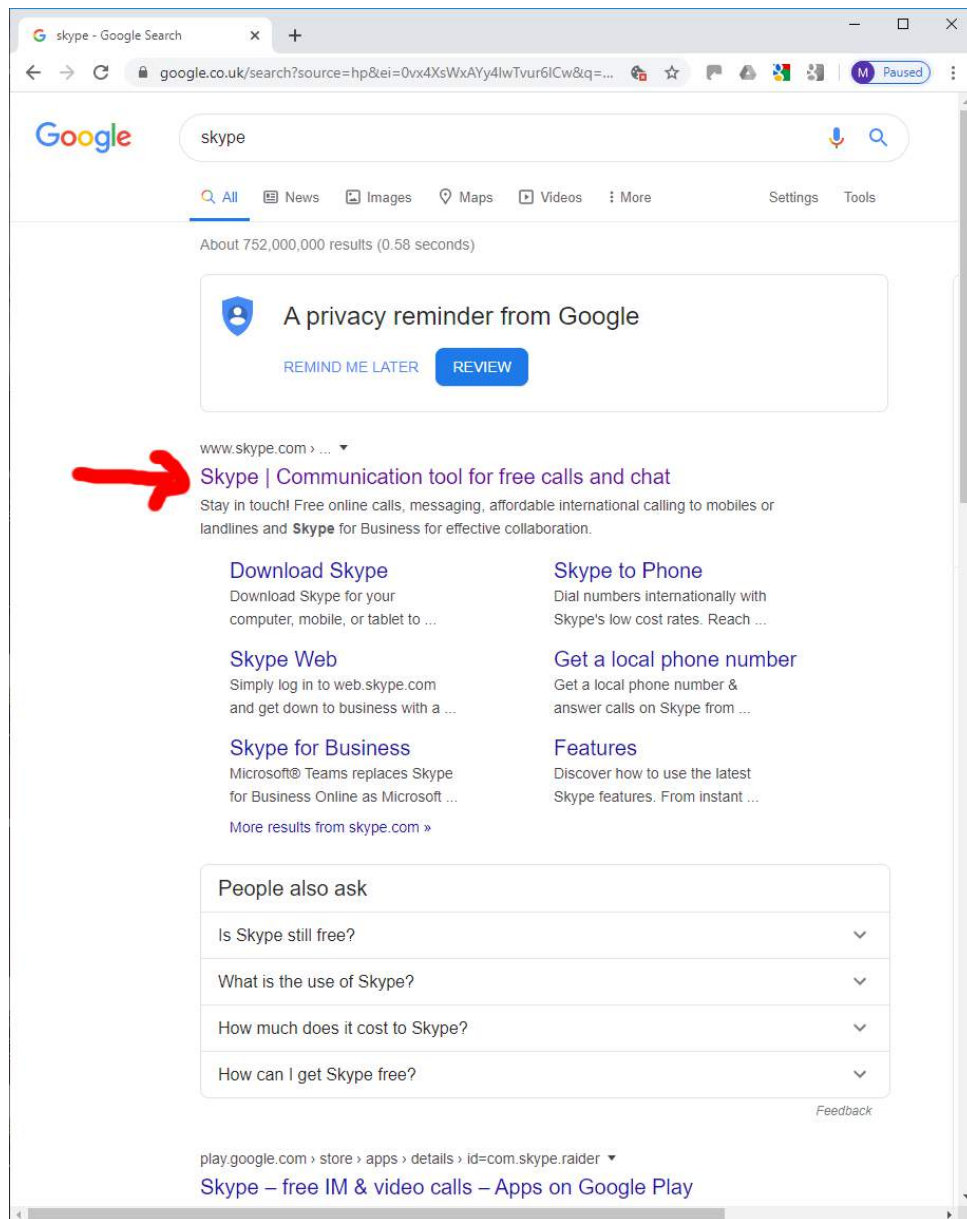 skype - Google Search
google.co.uk/search?source=hp&ei=0vx4XsWxAYy4lwTvur6ICw&q=...
M Paused
Google
skype
All News Images Maps Videos More Settings Tools
About 752,000,000 results (0.58 seconds)
A privacy reminder from Google
REMIND ME LATER REVIEW
www.skype.com › ...
Skype | Communication tool for free calls and chat
Stay in touch! Free online calls, messaging, affordable international calling to mobiles or
landlines and Skype for Business for effective collaboration.
Download Skype
Download Skype for your
computer, mobile, or tablet to ...
Skype to Phone
Dial numbers internationally with
Skype's low cost rates. Reach ...
Skype Web
Simply log in to web.skype.com
and get down to business with a ...
Get a local phone number
Get a local phone number &
answer calls on Skype from ...
Skype for Business
Microsoft® Teams replaces Skype
for Business Online as Microsoft ...
Features
Discover how to use the latest
Skype features. From instant ...
More results from skype.com »
People also ask
Is Skype still free?
What is the use of Skype?
How much does it cost to Skype?
How can I get Skype free?
Feedback
play.google.com › store › apps › details › id=com.skype.raider
Skype – free IM & video calls – Apps on Google Play